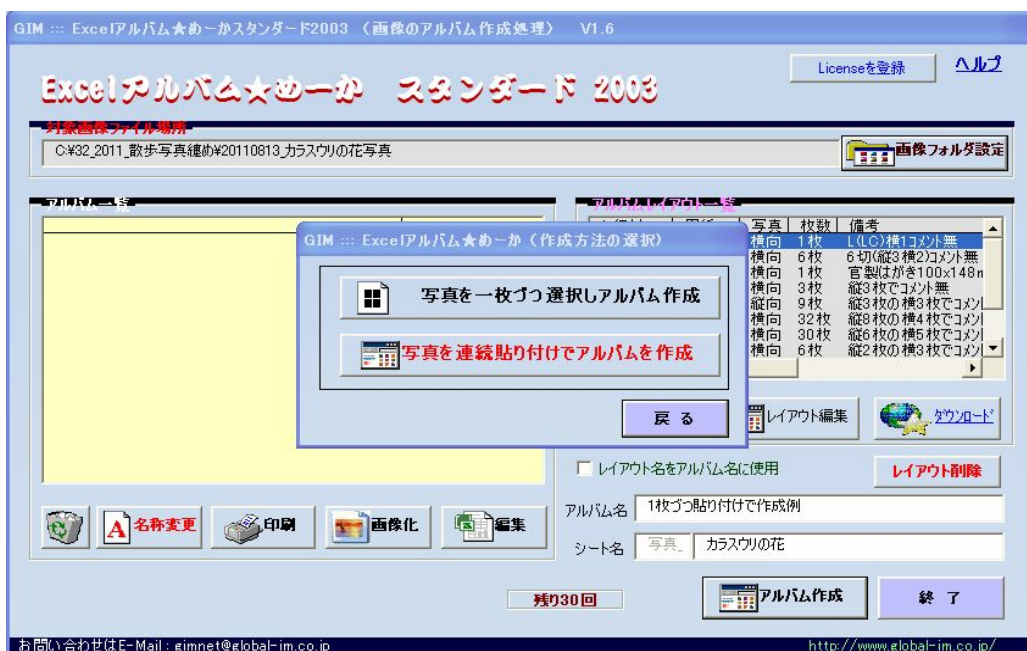 GIM ::: Excelアルバム★めーかスタンダード2003 （画像のアルバム作成処理） V1.6
Licenseを登録 ヘルプ
Excelアルバム★めーか スタンダード 2003
対象画像ファイル場所
C:¥32_2011_散歩写真纏め¥20110813_カラスウリの花写真
画像フォルダ設定
アルバム一覧
アルバムレイアウト一覧
写真 枚数 備考
横向 1枚 L(LC)横1コメント無
横向 6枚 6切(縦3横2)コメント無
横向 1枚 官製はがき100x148m
横向 3枚 縦3枚でコメント無
縦向 9枚 縦3枚の横3枚でコメン
横向 32枚 縦8枚の横4枚でコメン
横向 30枚 縦6枚の横5枚でコメン
横向 6枚 縦2枚の横3枚でコメン
GIM ::: Excelアルバム★めーか（作成方法の選択）
写真を一枚づつ選択しアルバム作成
写真を連続貼り付けでアルバムを作成
戻る
レイアウト編集
ダウンロード
レイアウト名をアルバム名に使用
レイアウト削除
アルバム名 1枚づつ貼り付けで作成例
シート名 写真_ カラスウリの花
名称変更 印刷 画像化 編集
残り30回
アルバム作成 終 了
お問い合わせはE-Mail : gimnet@global-im.co.jp http://www.global-im.co.jp/